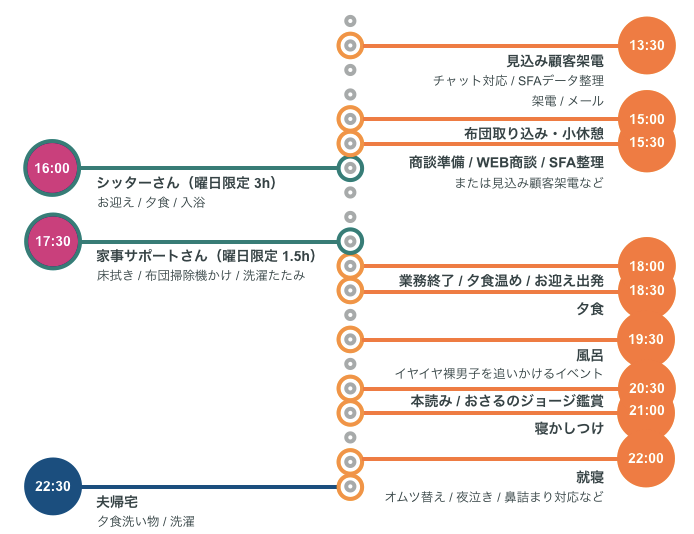 13:30
見込み顧客架電
チャット対応 / SFAデータ整理
架電 / メール
15:00
布団取り込み・小休憩
15:30
商談準備 / WEB商談 / SFA整理
または見込み顧客架電など
16:00
シッターさん（曜日限定 3h）
お迎え / 夕食 / 入浴
17:30
家事サポートさん（曜日限定 1.5h）
床拭き / 布団掃除機かけ / 洗濯たたみ
18:00
業務終了 / 夕食温め / お迎え出発
18:30
夕食
19:30
風呂
イヤイヤ裸男子を追いかけるイベント
20:30
本読み / おさるのジョージ鑑賞
21:00
寝かしつけ
22:00
就寝
オムツ替え / 夜泣き / 鼻詰まり対応など
22:30
夫帰宅
夕食洗い物 / 洗濯